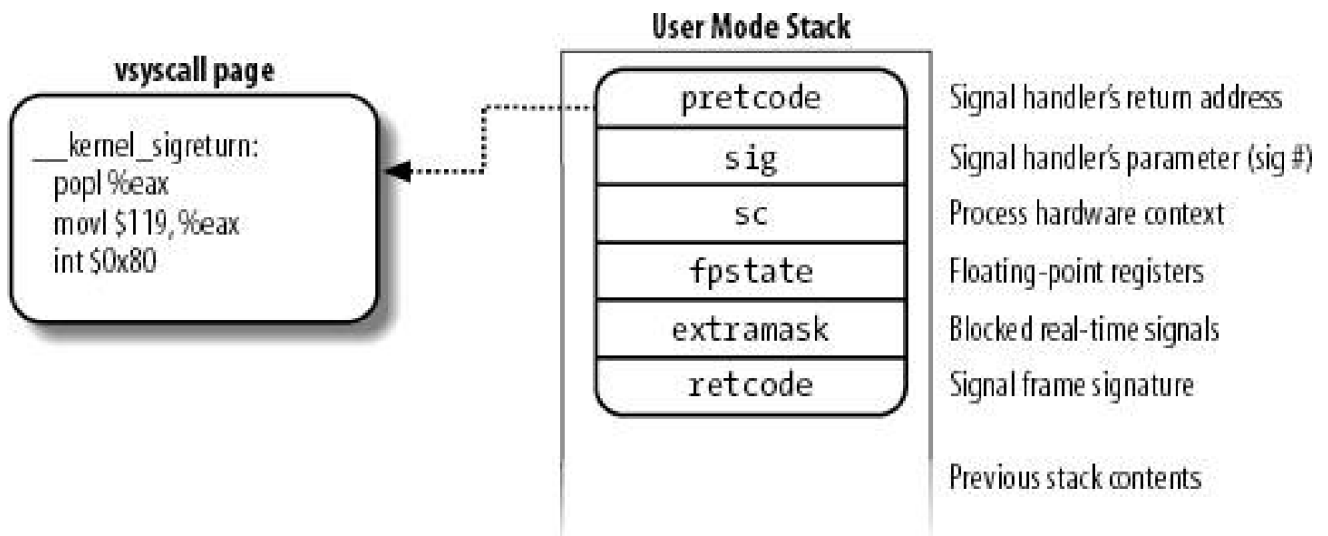 User Mode Stack
vsyscall page
__kernel_sigreturn:
popl %eax
movl $119, %eax
int $0x80
pretcode
Signal handler's return address
sig
Signal handler's parameter (sig #)
sc
Process hardware context
fpstate
Floating-point registers
extramask
Blocked real-time signals
retcode
Signal frame signature
Previous stack contents